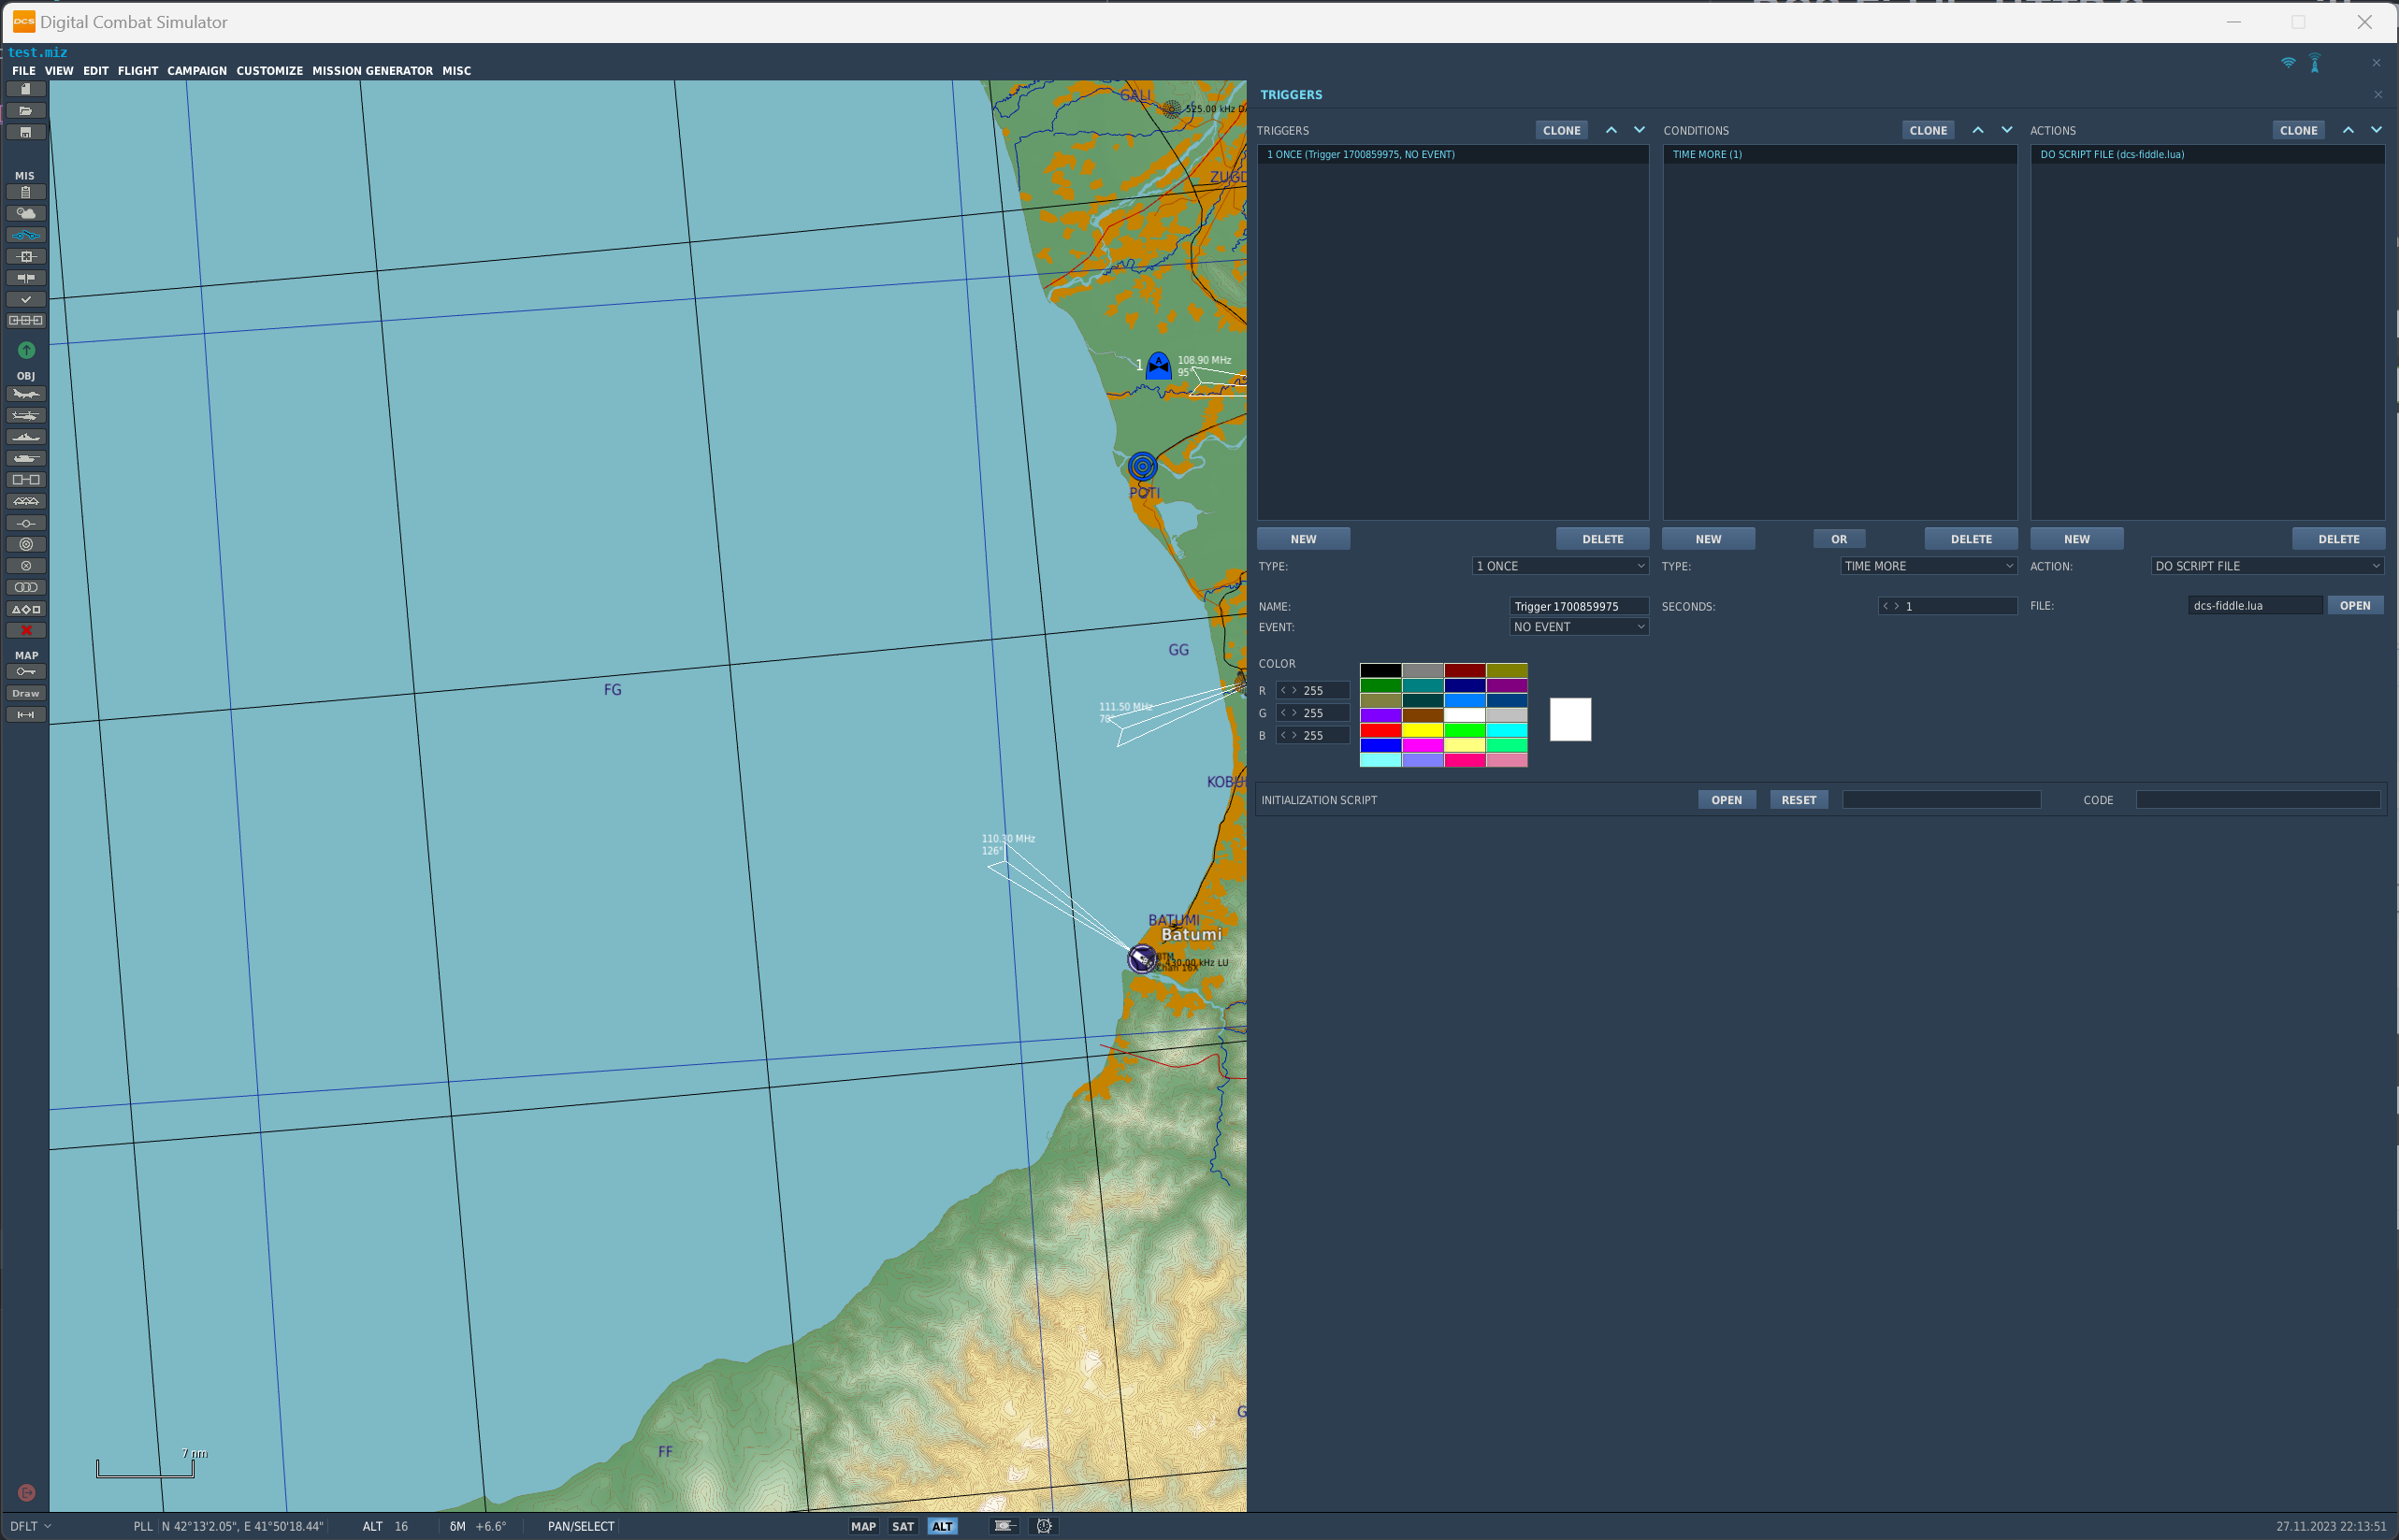 Digital Combat Simulator
test.miz
FILE VIEW EDIT FLIGHT CAMPAIGN CUSTOMIZE MISSION GENERATOR MISC
TRIGGERS
TRIGGERS CLONE CONDITIONS CLONE ACTIONS CLONE
1 ONCE (Trigger 1700859975, NO EVENT) TIME MORE (1) DO SCRIPT FILE (dcs-fiddle.lua)
NEW DELETE NEW OR DELETE NEW DELETE
TYPE: 1 ONCE TYPE: TIME MORE ACTION: DO SCRIPT FILE
NAME: Trigger 1700859975 SECONDS: < > 1 FILE: dcs-fiddle.lua OPEN
EVENT: NO EVENT
COLOR
R < > 255
G < > 255
B < > 255
INITIALIZATION SCRIPT OPEN RESET CODE
MIS
OBJ
MAP
Draw
GALI
525.00 kHz
1
108.90 MHz
95°
POTI
GG
FG
111.50 MHz
70°
110.30 MHz
126°
BATUMI
Batumi
BTM
430.00 kHz LU
Chan 16X
FF
7 nm
DFLT PLL N 42°13'2.05", E 41°50'18.44" ALT 16 δM +6.6° PAN/SELECT MAP SAT ALT 27.11.2023 22:13:51